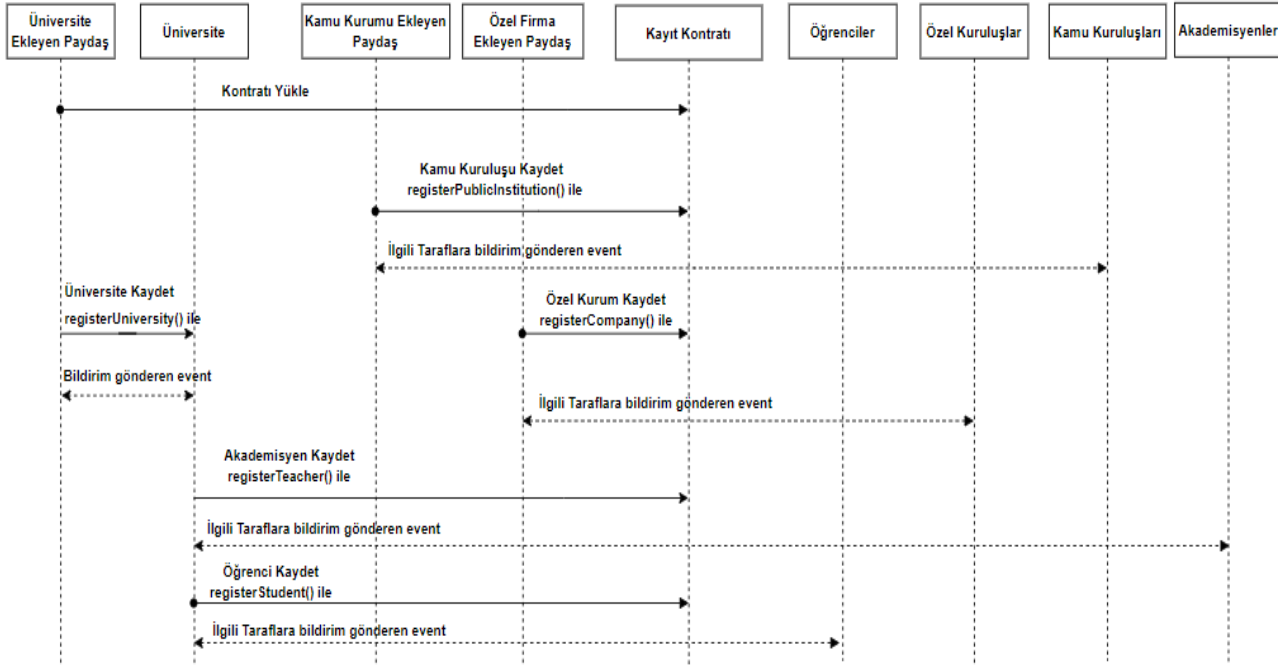 Üniversite
Ekleyen Paydaş
Üniversite
Kamu Kurumu Ekleyen
Paydaş
Özel Firma
Ekleyen Paydaş
Kayıt Kontratı
Öğrenciler
Özel Kuruluşlar
Kamu Kuruluşları
Akademisyenler
Kontratı Yükle
Kamu Kuruluşu Kaydet
registerPublicInstitution() ile
İlgili Taraflara bildirim gönderen event
Üniversite Kaydet
registerUniversity() ile
Özel Kurum Kaydet
registerCompany() ile
Bildirim gönderen event
İlgili Taraflara bildirim gönderen event
Akademisyen Kaydet
registerTeacher() ile
İlgili Taraflara bildirim gönderen event
Öğrenci Kaydet
registerStudent() ile
İlgili Taraflara bildirim gönderen event